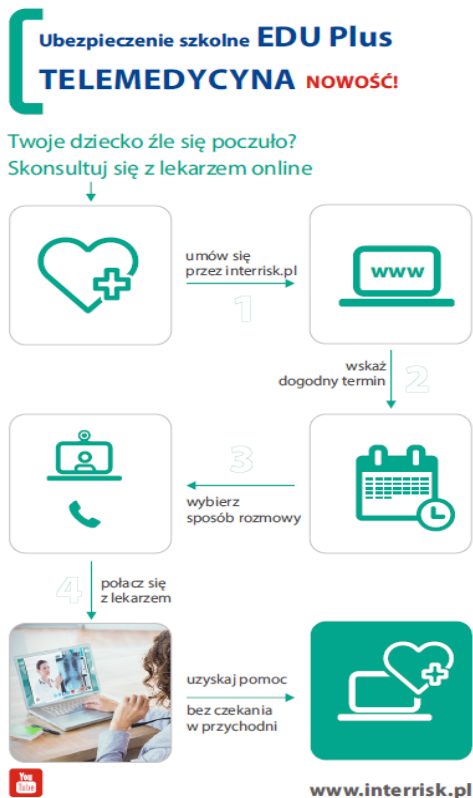 Ubezpieczenie szkolne EDU Plus
TELEMEDYCYNA NOWOŚĆ!
Twoje dziecko źle się poczuło?
Skonsultuj się z lekarzem online
umów się
przez interrisk.pl
1
www
wskaż
dogodny termin
2
3
wybierz
sposób rozmowy
4
połącz się
z lekarzem
uzyskaj pomoc
bez czekania
w przychodni
You
Tube
www.interrisk.pl